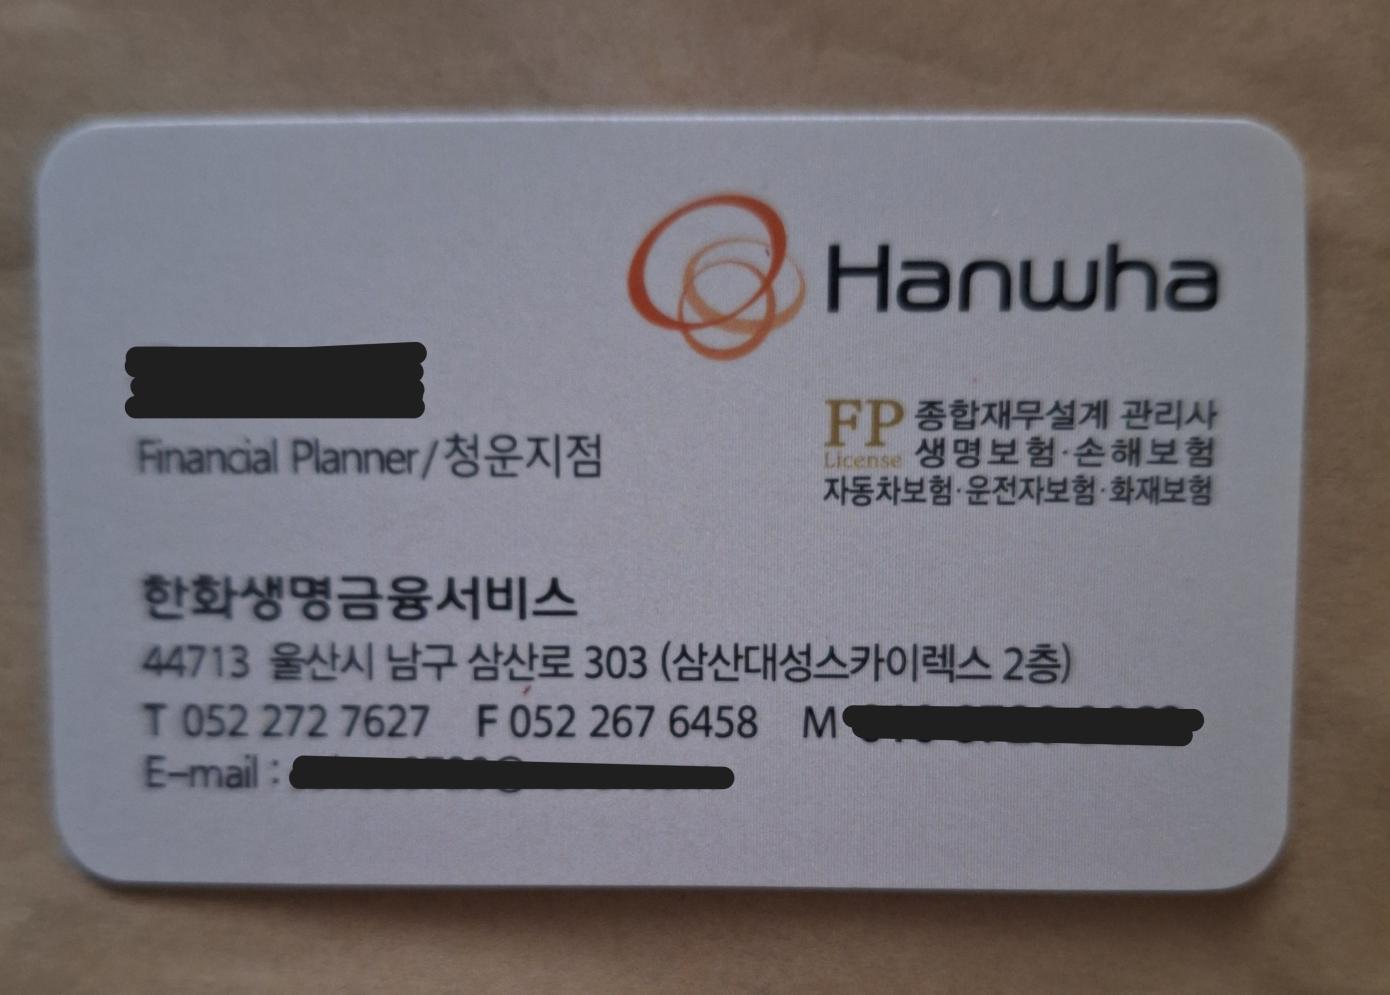 Hanwha
Financial Planner/청운지점
FP 종합재무설계 관리사
License 생명보험·손해보험
자동차보험·운전자보험·화재보험
한화생명금융서비스
44713 울산시 남구 삼산로 303 (삼산대성스카이렉스 2층)
T 052 272 7627 F 052 267 6458 M
E-mail :